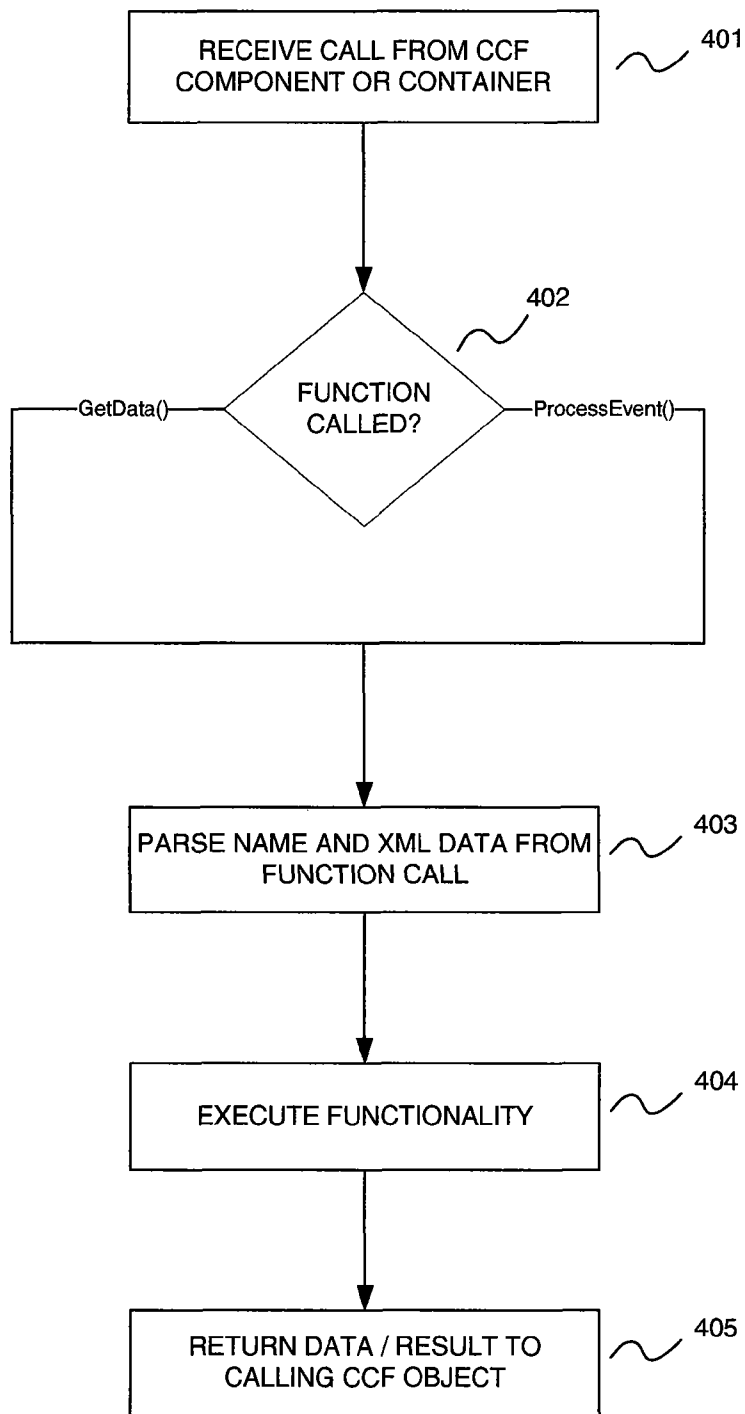 RECEIVE CALL FROM CCF
COMPONENT OR CONTAINER
401
402
FUNCTION
CALLED?
GetData()
ProcessEvent()
PARSE NAME AND XML DATA FROM
FUNCTION CALL
403
EXECUTE FUNCTIONALITY
404
RETURN DATA / RESULT TO
CALLING CCF OBJECT
405